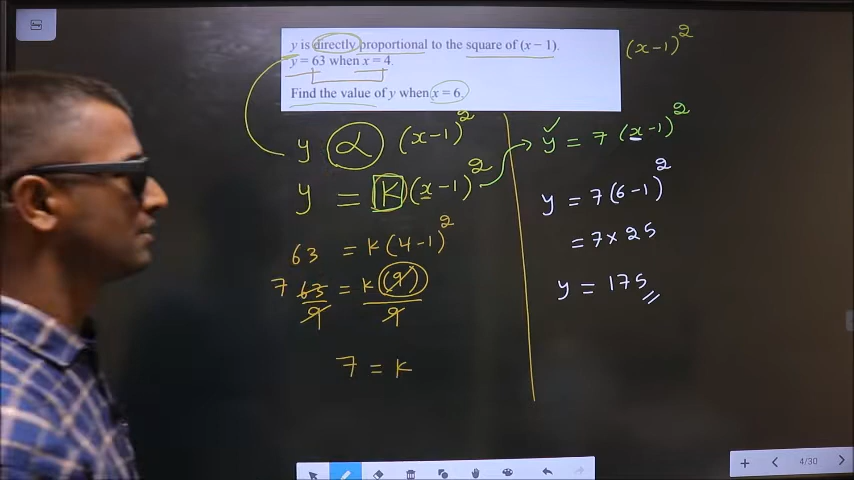 y is directly proportional to the square of (x − 1).
y = 63 when x = 4.
Find the value of y when x = 6.
(x-1)²
y ∝ (x-1)²
y = K (x-1)²
63 = k (4-1)²
7 63/9 = k (9)/9
7 = k
y = 7 (x-1)²
y = 7 (6-1)²
= 7 × 25
y = 175
4/30